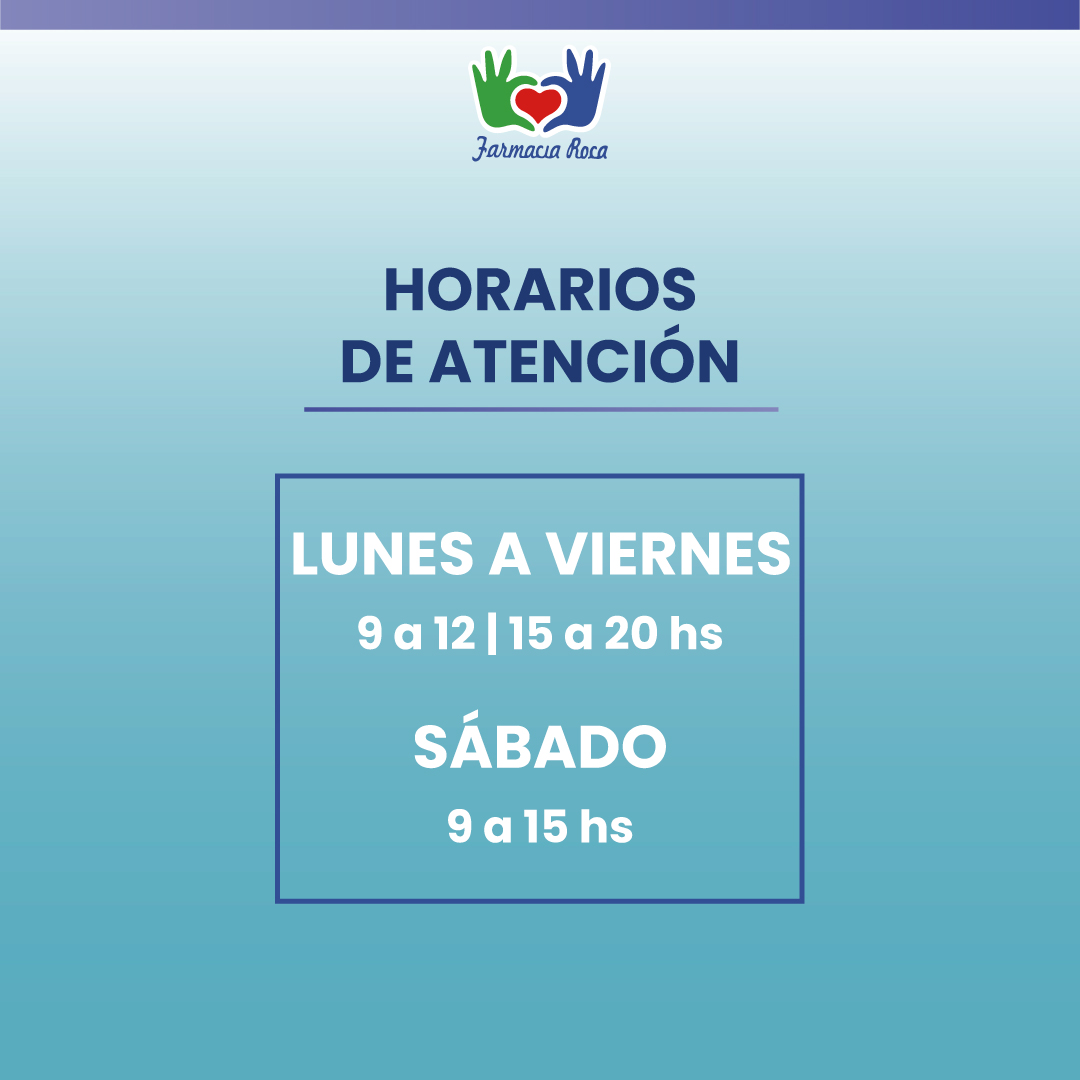 Farmacia Roca
HORARIOS
DE ATENCIÓN
LUNES A VIERNES
9 a 12 | 15 a 20 hs
SÁBADO
9 a 15 hs